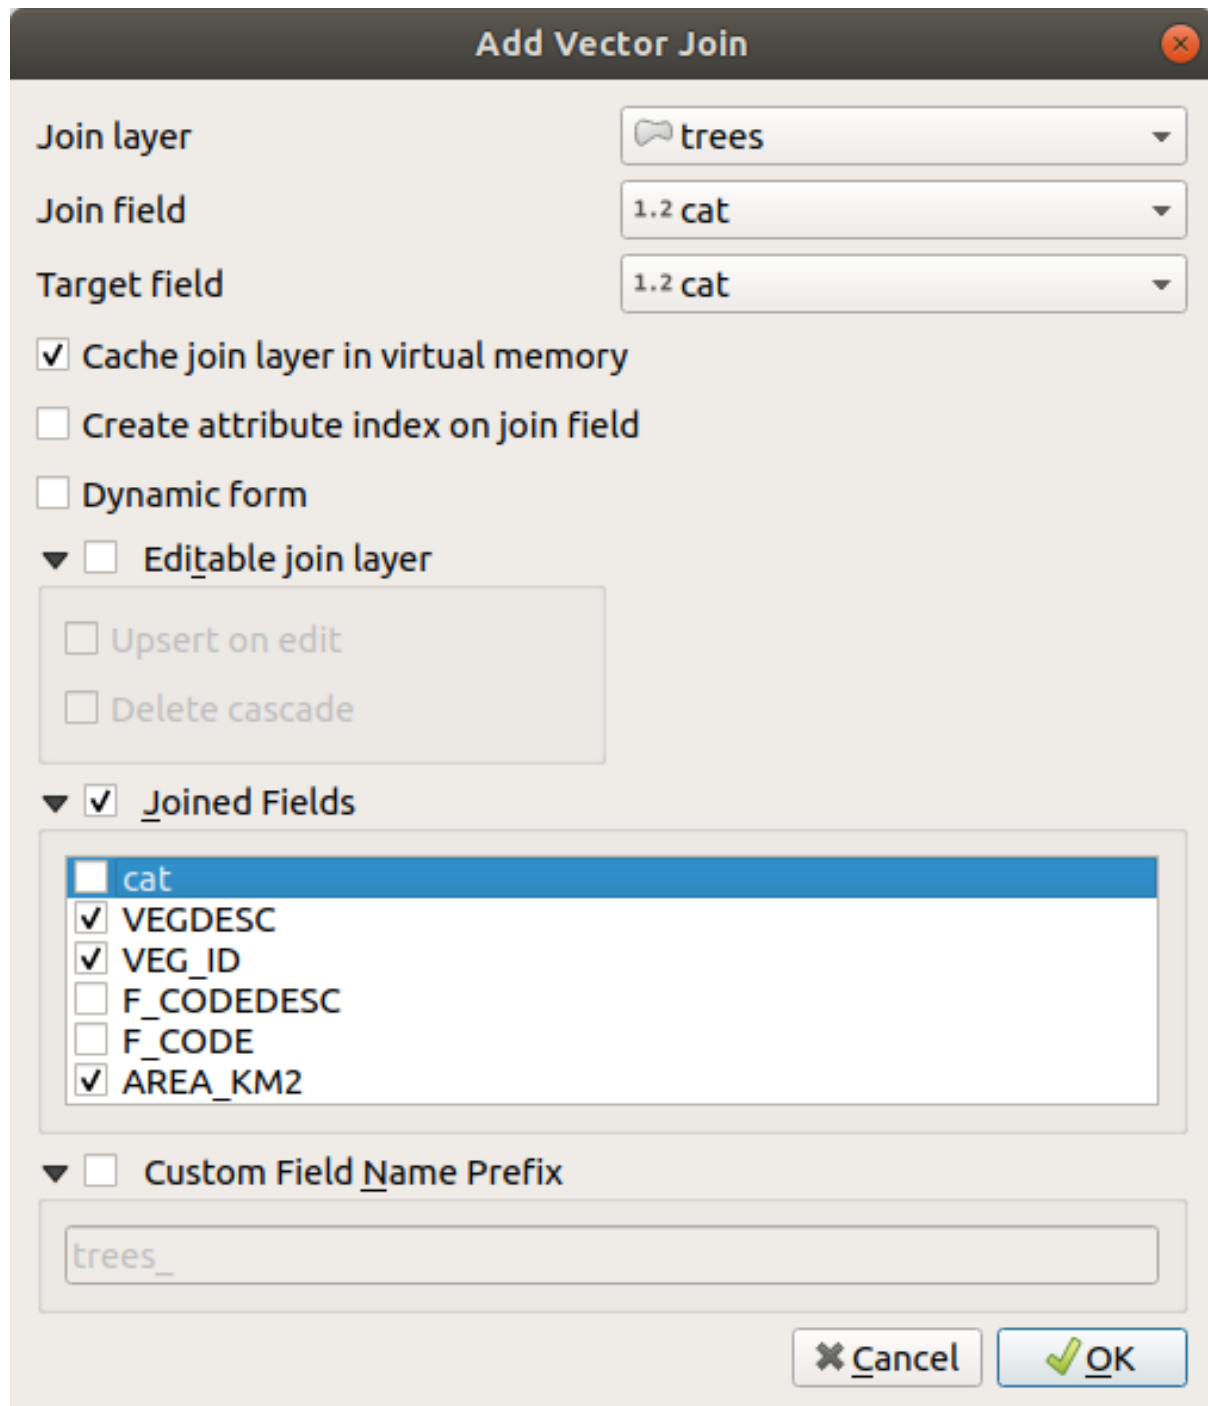 Add Vector Join
Join layer trees
Join field 1.2 cat
Target field 1.2 cat
Cache join layer in virtual memory
Create attribute index on join field
Dynamic form
Editable join layer
Upsert on edit
Delete cascade
Joined Fields
cat
VEGDESC
VEG_ID
F_CODEDESC
F_CODE
AREA_KM2
Custom Field Name Prefix
trees_
Cancel OK